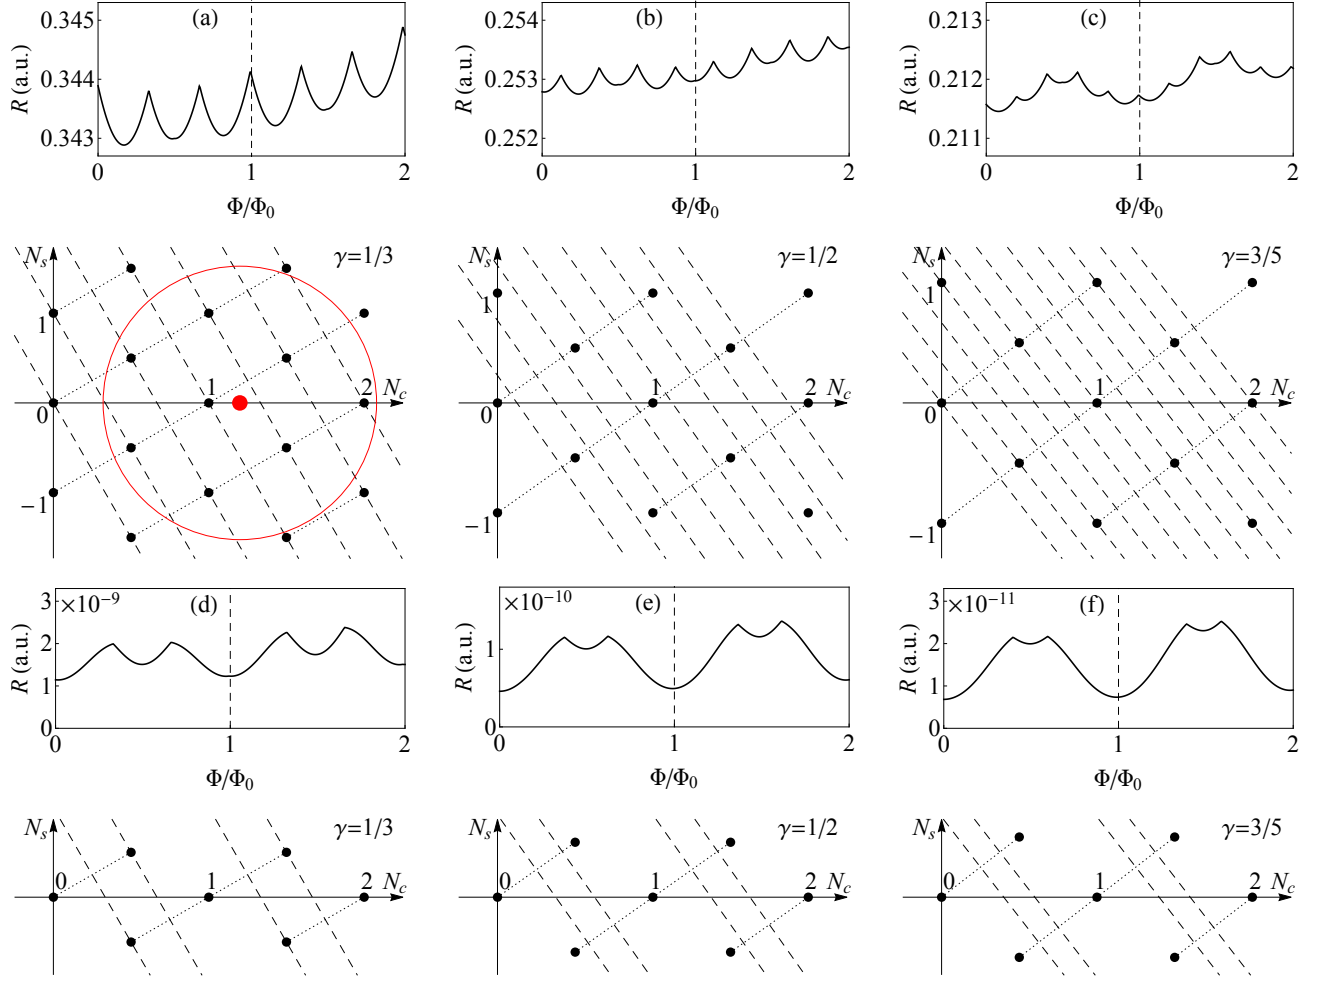 (a)
0.345
0.344
0.343
R (a.u.)
0 1 2
Φ/Φ0
(b)
0.254
0.253
0.252
R (a.u.)
0 1 2
Φ/Φ0
(c)
0.213
0.212
0.211
R (a.u.)
0 1 2
Φ/Φ0
Ns γ=1/3
1
1 2 Nc
0
−1
Ns γ=1/2
1
1 2 Nc
0
−1
Ns γ=3/5
1
1 2 Nc
0
−1
×10⁻⁹ (d)
3
2
1
0
R (a.u.)
0 1 2
Φ/Φ0
×10⁻¹⁰ (e)
1
0
R (a.u.)
0 1 2
Φ/Φ0
×10⁻¹¹ (f)
3
2
1
0
R (a.u.)
0 1 2
Φ/Φ0
Ns γ=1/3
0 1 2 Nc
Ns γ=1/2
0 1 2 Nc
Ns γ=3/5
0 1 2 Nc